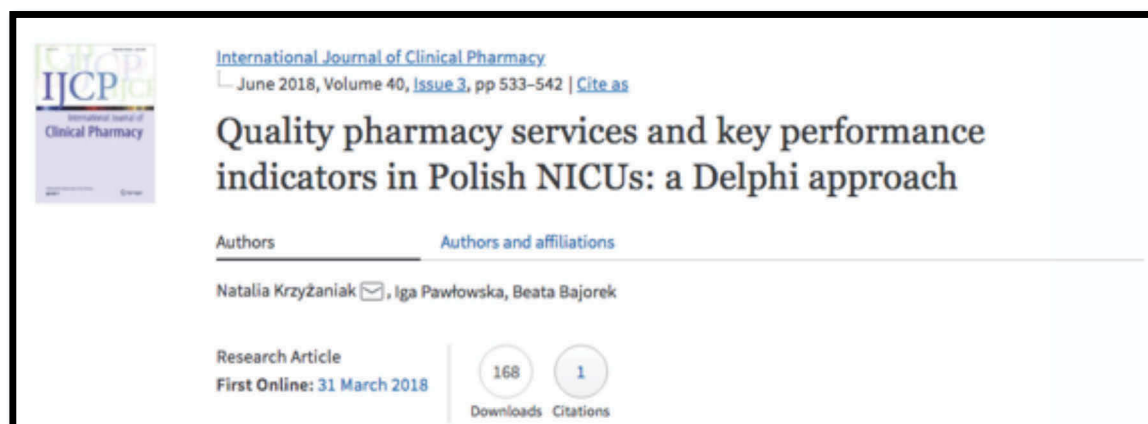 IJCP
International Journal of
Clinical Pharmacy
International Journal of Clinical Pharmacy
June 2018, Volume 40, Issue 3, pp 533–542 | Cite as
Quality pharmacy services and key performance
indicators in Polish NICUs: a Delphi approach
Authors Authors and affiliations
Natalia Krzyżaniak , Iga Pawłowska, Beata Bajorek
Research Article
First Online: 31 March 2018
168 1
Downloads Citations